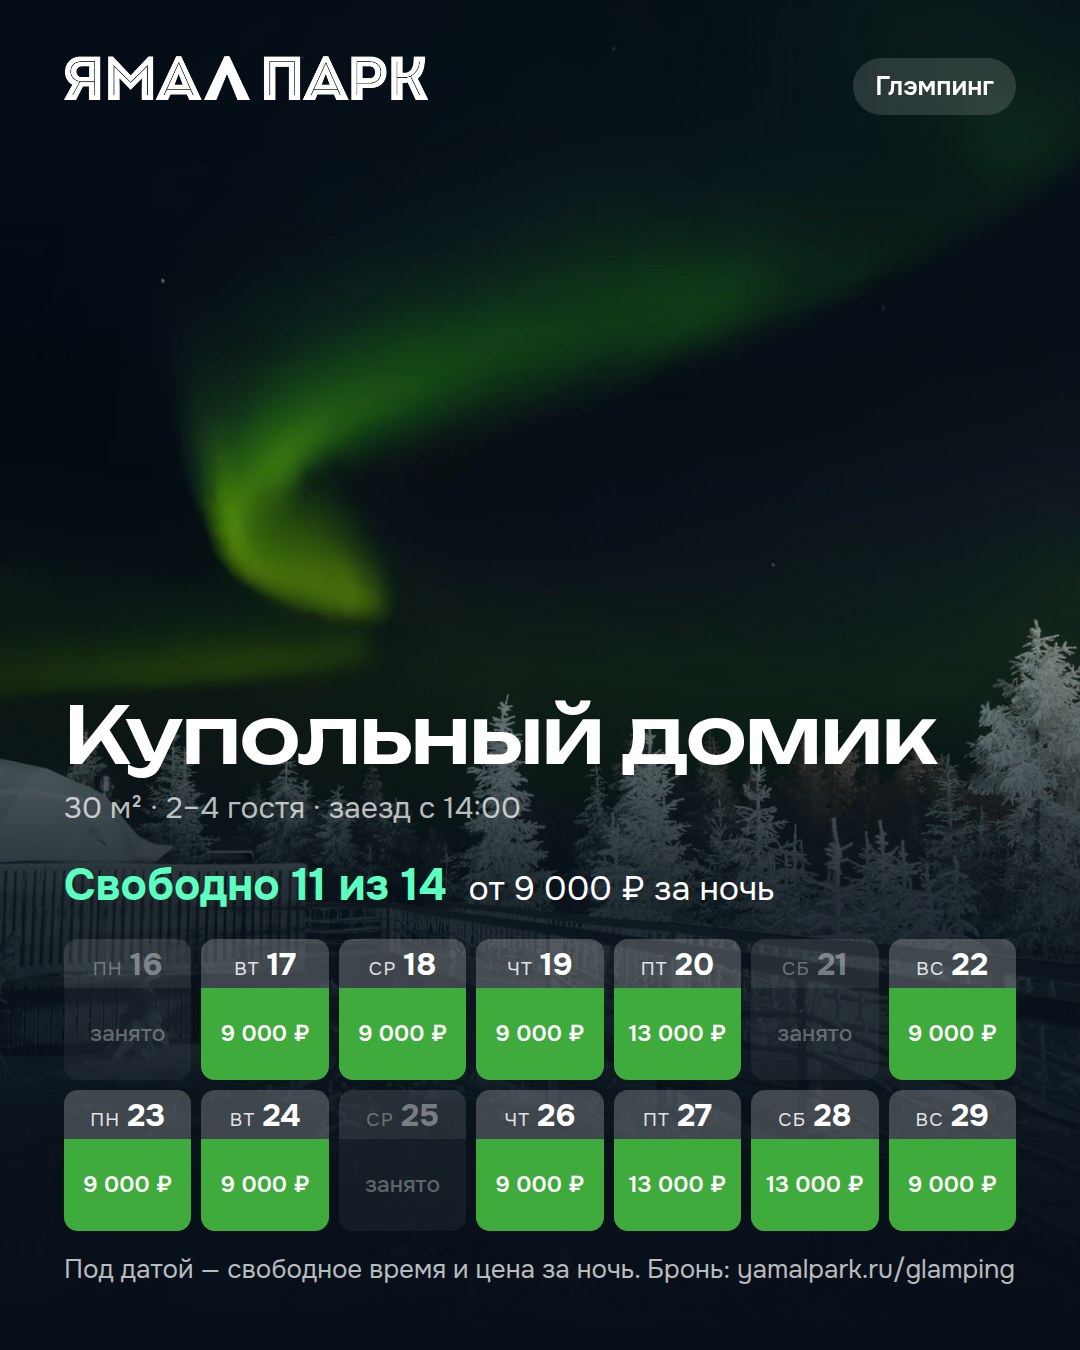 ЯМАЛ ПАРК
Глэмпинг
Купольный домик
30 м² · 2–4 гостя · заезд с 14:00
Свободно 11 из 14 от 9 000 ₽ за ночь
ПН 16 ВТ 17 СР 18 ЧТ 19 ПТ 20 СБ 21 ВС 22
занято 9 000 ₽ 9 000 ₽ 9 000 ₽ 13 000 ₽ занято 9 000 ₽
ПН 23 ВТ 24 СР 25 ЧТ 26 ПТ 27 СБ 28 ВС 29
9 000 ₽ 9 000 ₽ занято 9 000 ₽ 13 000 ₽ 13 000 ₽ 9 000 ₽
Под датой — свободное время и цена за ночь. Бронь: yamalpark.ru/glamping